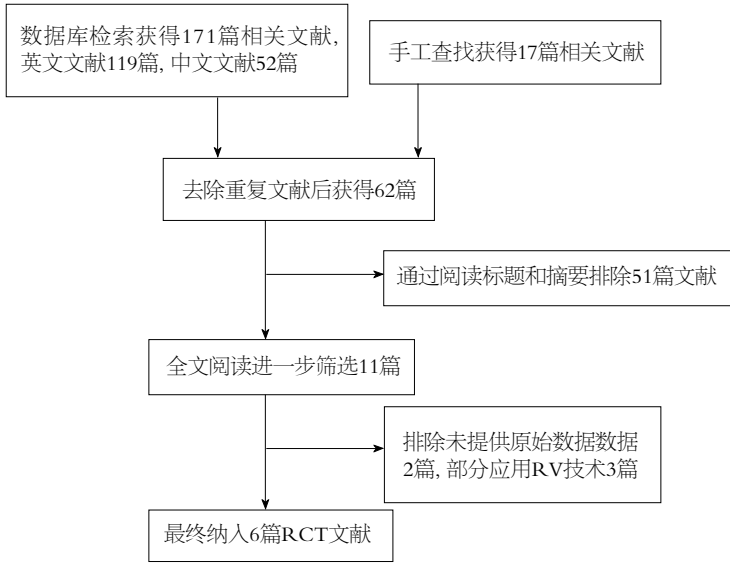 数据库检索获得171篇相关文献,
英文文献119篇, 中文文献52篇
手工查找获得17篇相关文献
去除重复文献后获得62篇
通过阅读标题和摘要排除51篇文献
全文阅读进一步筛选11篇
排除未提供原始数据数据
2篇, 部分应用RV技术3篇
最终纳入6篇RCT文献